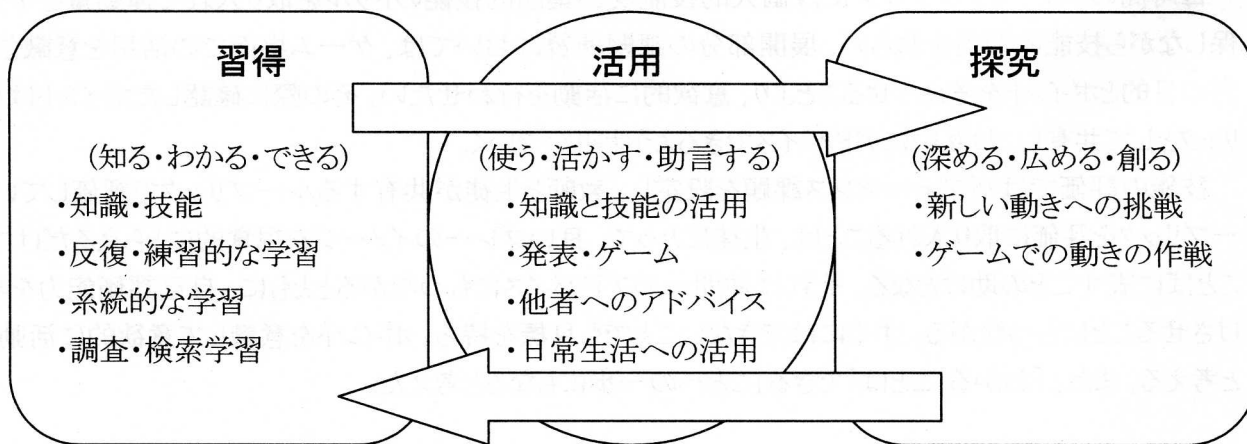 習得
(知る・わかる・できる)
・知識・技能
・反復・練習的な学習
・系統的な学習
・調査・検索学習
活用
(使う・活かす・助言する)
・知識と技能の活用
・発表・ゲーム
・他者へのアドバイス
・日常生活への活用
探究
(深める・広める・創る)
・新しい動きへの挑戦
・ゲームでの動きの作戦